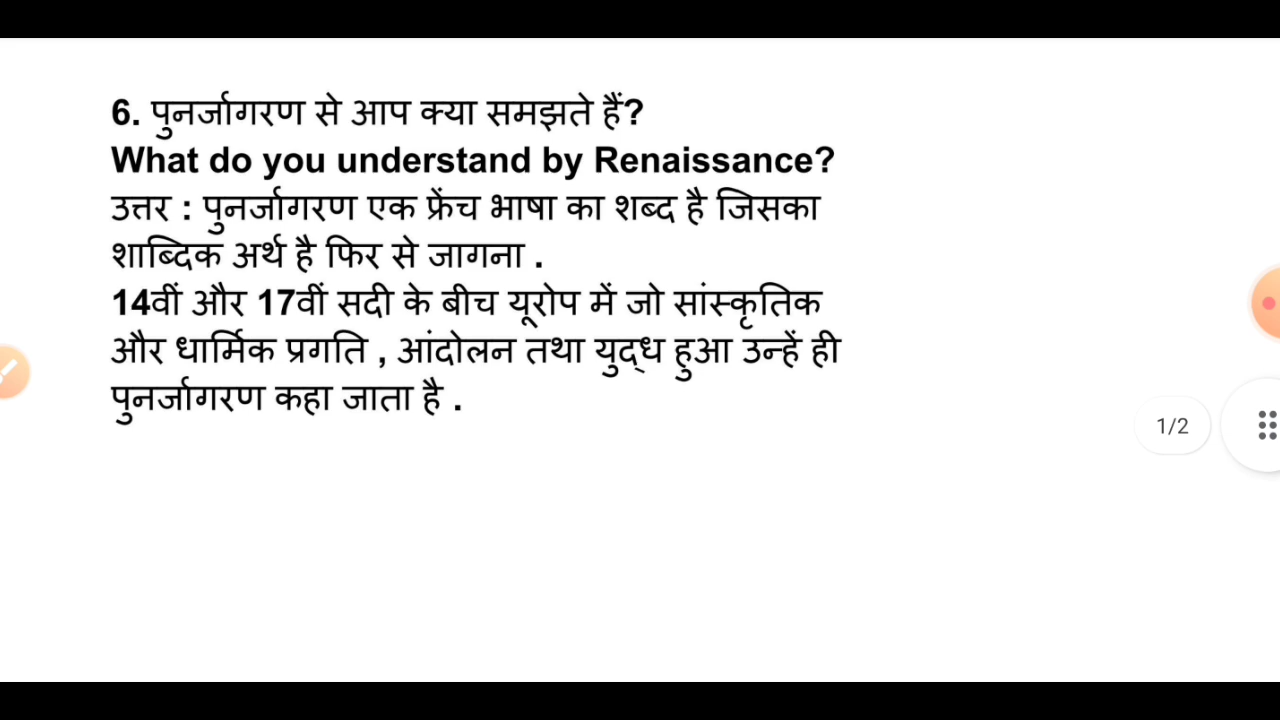 6. पुनर्जागरण से आप क्या समझते हैं?
What do you understand by Renaissance?
उत्तर : पुनर्जागरण एक फ्रेंच भाषा का शब्द है जिसका
शाब्दिक अर्थ है फिर से जागना .
14वीं और 17वीं सदी के बीच यूरोप में जो सांस्कृतिक
और धार्मिक प्रगति , आंदोलन तथा युद्ध हुआ उन्हें ही
पुनर्जागरण कहा जाता है .
1/2